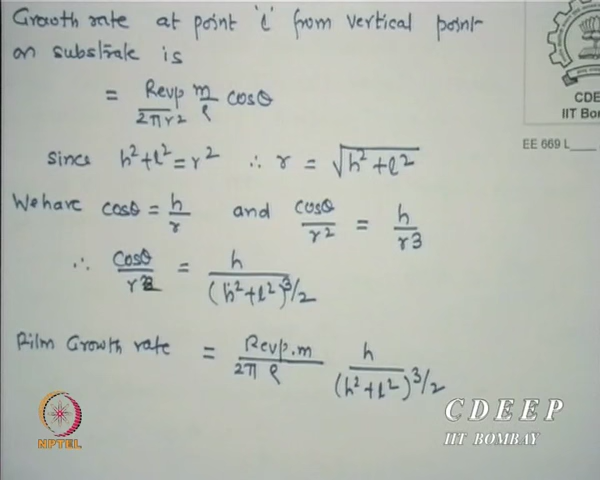 Growth rate at point 'l' from vertical point
on substrate is
= Revp/2πr2 m/ρ cosθ
since h²+l²=r² ∴ r = √h²+l²
We have cosθ = h/r and cosθ/r² = h/r3
∴ cosθ/r2 = h/(h²+l²)3/2
Film Growth rate = Revp.m/2π ρ h/(h²+l²)3/2
CDE
IIT Bom
EE 669 L
NPTEL
CDEEP
IIT BOMBAY